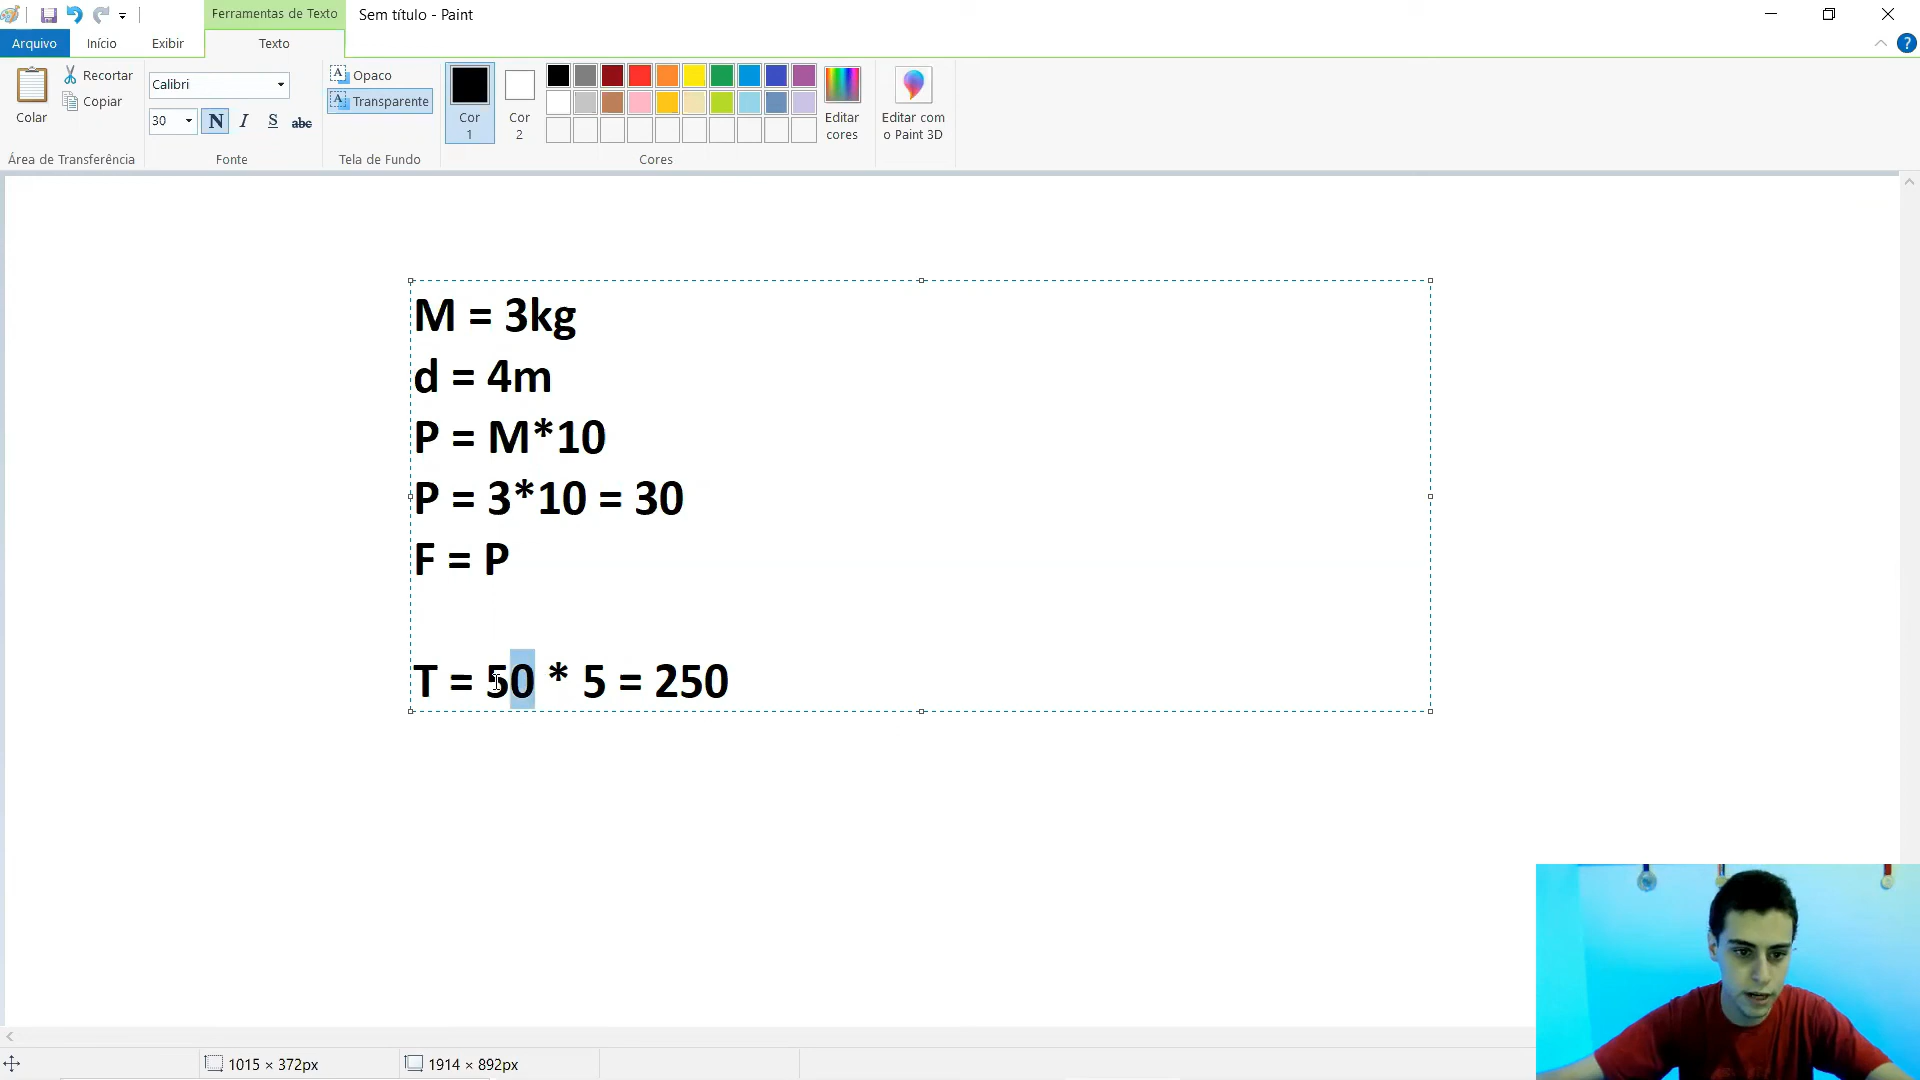 Ferramentas de Texto
Sem título - Paint
Arquivo
Início
Exibir
Texto
Colar
Recortar
Copiar
Área de Transferência
Calibri
30
N
I
S
abc
Fonte
Opaco
Transparente
Tela de Fundo
Cor
1
Cor
2
Cores
Editar
cores
Editar com
o Paint 3D
M = 3kg
d = 4m
P = M*10
P = 3*10 = 30
F = P
T = 50 * 5 = 250
1015 × 372px
1914 × 892px